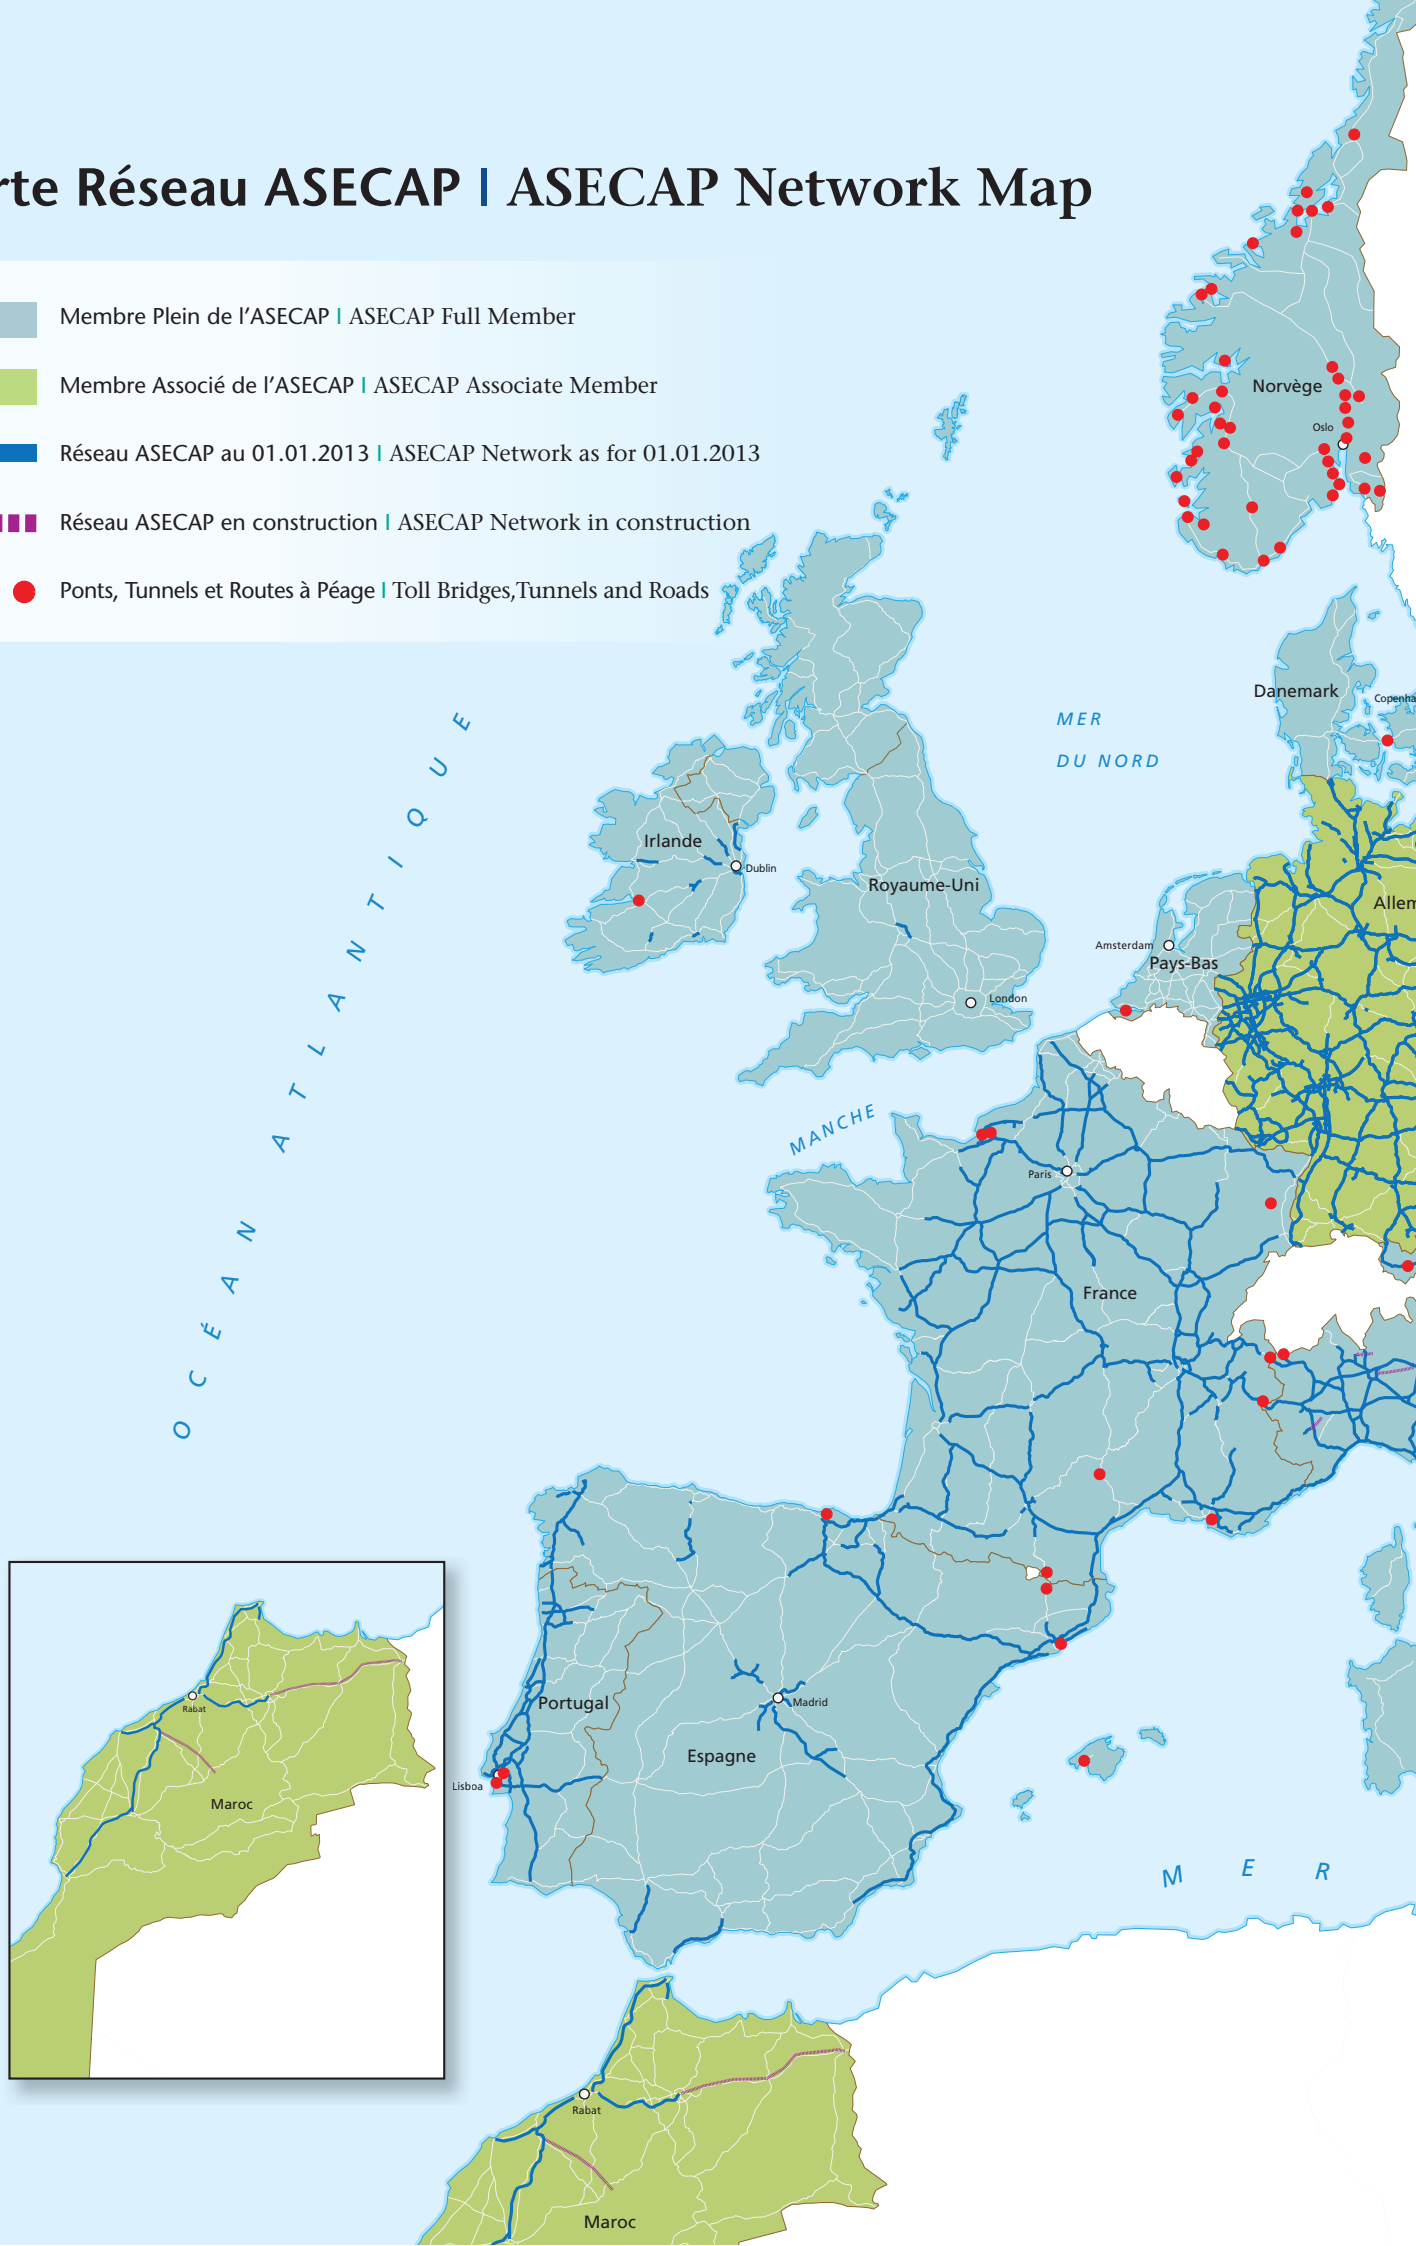 rte Réseau ASECAP | ASECAP Network Map
Membre Plein de l'ASECAP | ASECAP Full Member
Membre Associé de l'ASECAP | ASECAP Associate Member
Réseau ASECAP au 01.01.2013 | ASECAP Network as for 01.01.2013
Réseau ASECAP en construction | ASECAP Network in construction
Ponts, Tunnels et Routes à Péage | Toll Bridges,Tunnels and Roads
Norvège
Oslo
Danemark
Copenha
MER
DU NORD
OCÉAN ATLANTIQUE
Irlande
Dublin
Royaume-Uni
London
Amsterdam
Pays-Bas
Allem
MANCHE
Paris
France
Portugal
Lisboa
Madrid
Espagne
MER
Rabat
Maroc
Rabat
Maroc